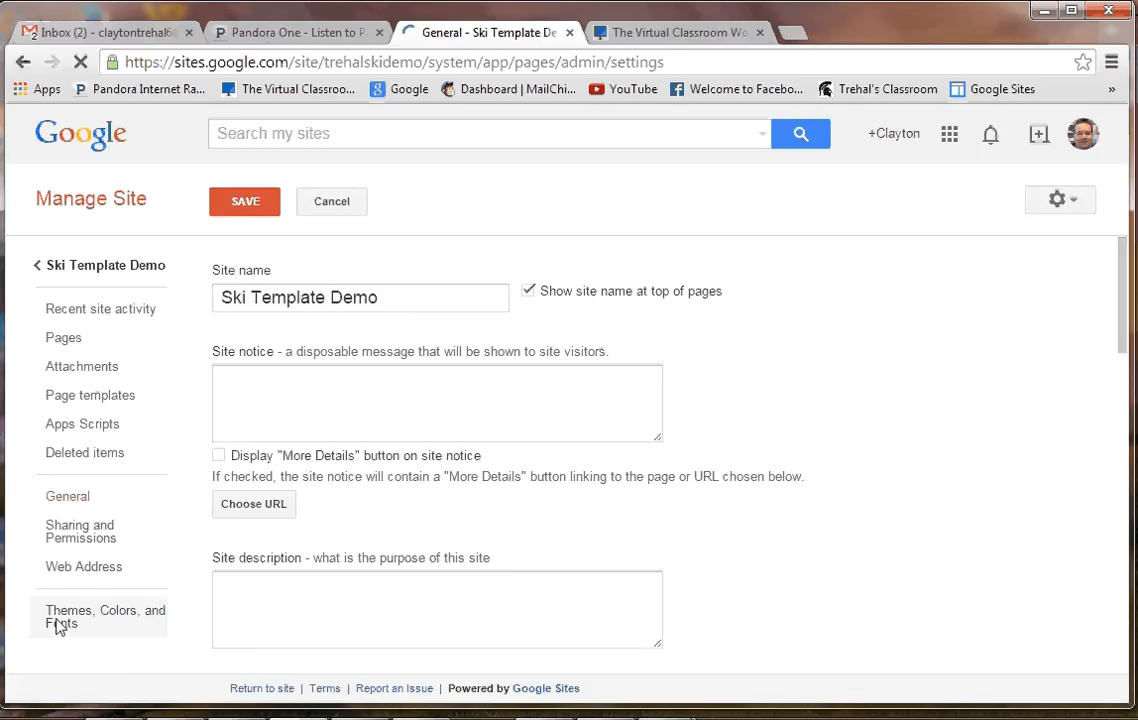 Inbox (2) - claytontrehal6
Pandora One - Listen to P
General - Ski Template De
The Virtual Classroom Wo
https://sites.google.com/site/trehalskidemo/system/app/pages/admin/settings
Apps
Pandora Internet Ra...
The Virtual Classroo...
Google
Dashboard | MailChi...
YouTube
Welcome to Facebo...
Trehal's Classroom
Google Sites
»
Google
Search my sites
+Clayton
Manage Site
SAVE
Cancel
Ski Template Demo
Recent site activity
Pages
Attachments
Page templates
Apps Scripts
Deleted items
General
Sharing and
Permissions
Web Address
Themes, Colors, and
Fonts
Site name
Ski Template Demo
Show site name at top of pages
Site notice - a disposable message that will be shown to site visitors.
Display "More Details" button on site notice
If checked, the site notice will contain a "More Details" button linking to the page or URL chosen below.
Choose URL
Site description - what is the purpose of this site
Return to site | Terms | Report an Issue | Powered by Google Sites